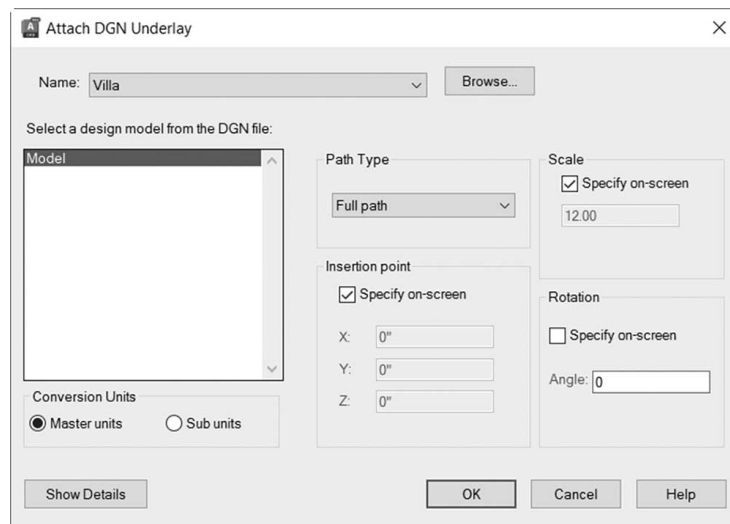 Attach DGN Underlay
Name: Villa
Browse...
Select a design model from the DGN file:
Model
Conversion Units
Master units
Sub units
Path Type
Full path
Insertion point
Specify on-screen
X: 0"
Y: 0"
Z: 0"
Scale
Specify on-screen
12.00
Rotation
Specify on-screen
Angle: 0
Show Details
OK
Cancel
Help